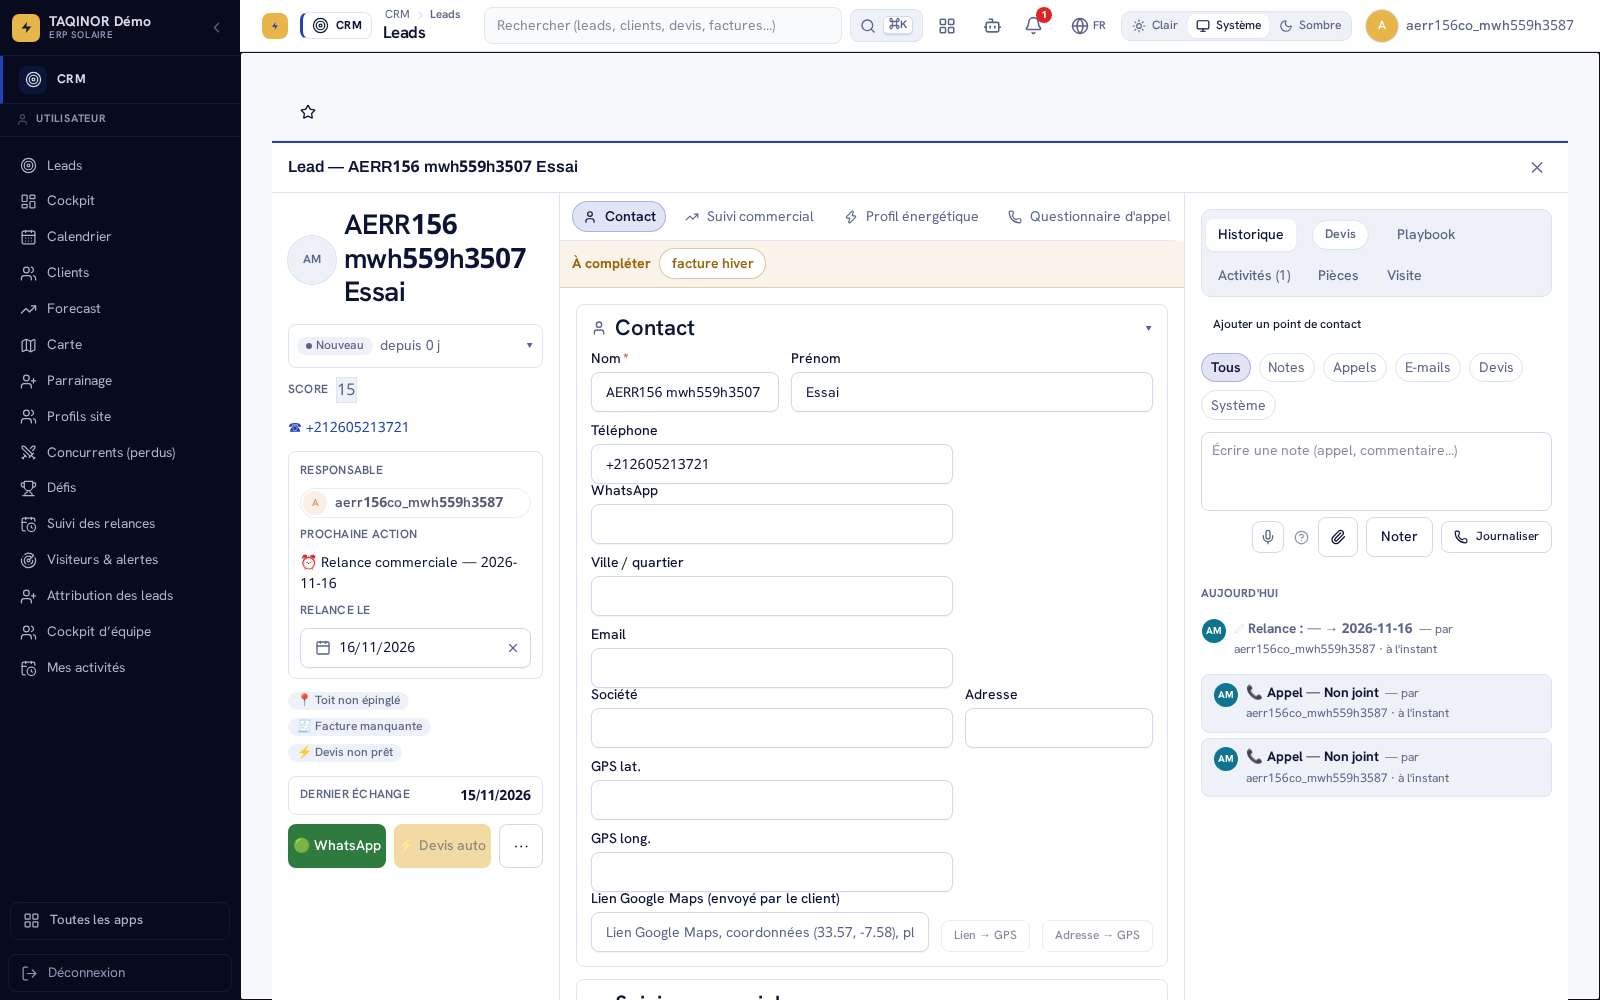 TAQINOR Démo
ERP SOLAIRE
CRM
UTILISATEUR
Leads
Cockpit
Calendrier
Clients
Forecast
Carte
Parrainage
Profils site
Concurrents (perdus)
Défis
Suivi des relances
Visiteurs & alertes
Attribution des leads
Cockpit d'équipe
Mes activités
Toutes les apps
Déconnexion
CRM
CRM > Leads
Leads
Rechercher (leads, clients, devis, factures...)
⌘K
1
FR
Clair
Système
Sombre
A
aerr156co_mwh559h3587
Lead — AERR156 mwh559h3507 Essai
AM
AERR156
mwh559h3507
Essai
Nouveau depuis 0 j
SCORE 15
☎ +212605213721
RESPONSABLE
A aerr156co_mwh559h3587
PROCHAINE ACTION
⏰ Relance commerciale — 2026-
11-16
RELANCE LE
16/11/2026
📍 Toit non épinglé
🧾 Facture manquante
⚡ Devis non prêt
DERNIER ÉCHANGE 15/11/2026
WhatsApp
⚡ Devis auto
...
Contact
Suivi commercial
Profil énergétique
Questionnaire d'appel
À compléter facture hiver
Contact
Nom * Prénom
AERR156 mwh559h3507 Essai
Téléphone
+212605213721
WhatsApp
Ville / quartier
Email
Société Adresse
GPS lat.
GPS long.
Lien Google Maps (envoyé par le client)
Lien Google Maps, coordonnées (33.57, -7.58), pl
Lien → GPS
Adresse → GPS
Historique
Devis
Playbook
Activités (1)
Pièces
Visite
Ajouter un point de contact
Tous
Notes
Appels
E-mails
Devis
Système
Écrire une note (appel, commentaire...)
Noter
Journaliser
AUJOURD'HUI
AM Relance : — → 2026-11-16 — par
aerr156co_mwh559h3587 · à l'instant
AM 📞 Appel — Non joint — par
aerr156co_mwh559h3587 · à l'instant
AM 📞 Appel — Non joint — par
aerr156co_mwh559h3587 · à l'instant